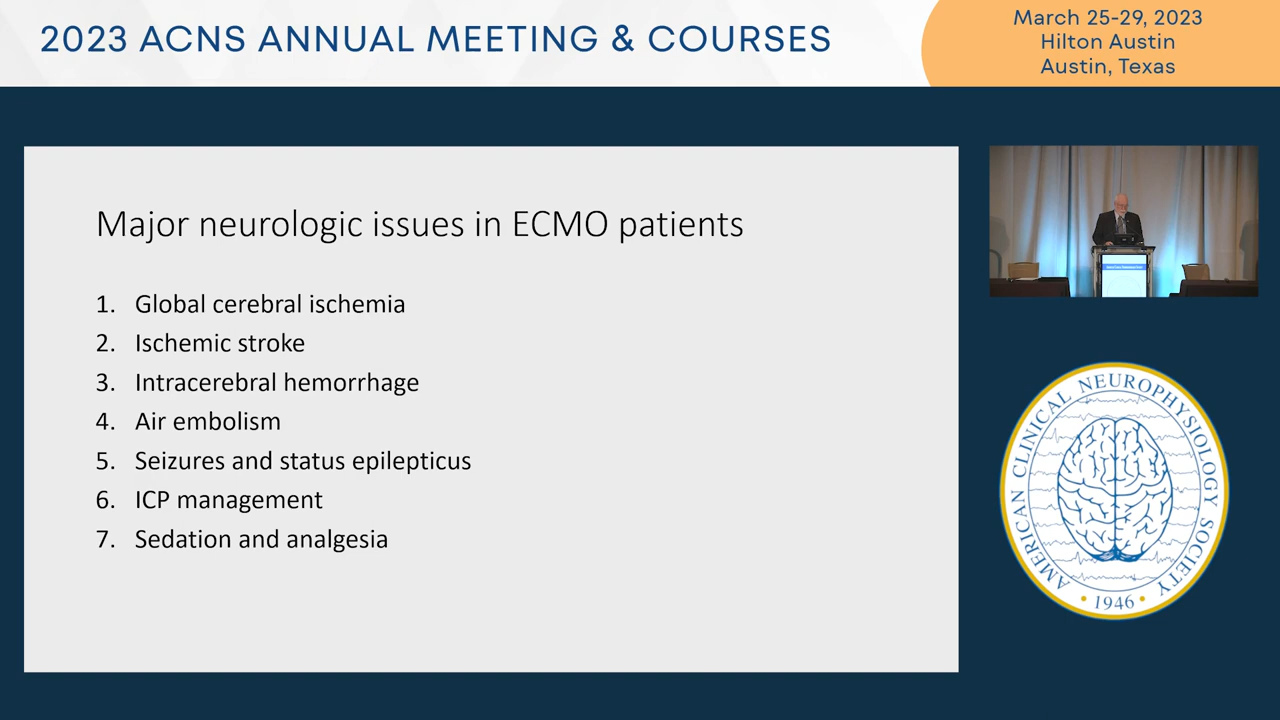 2023 ACNS ANNUAL MEETING & COURSES
March 25-29, 2023
Hilton Austin
Austin, Texas
Major neurologic issues in ECMO patients
1. Global cerebral ischemia
2. Ischemic stroke
3. Intracerebral hemorrhage
4. Air embolism
5. Seizures and status epilepticus
6. ICP management
7. Sedation and analgesia
AMERICAN CLINICAL NEUROPHYSIOLOGY SOCIETY
• 1946 •